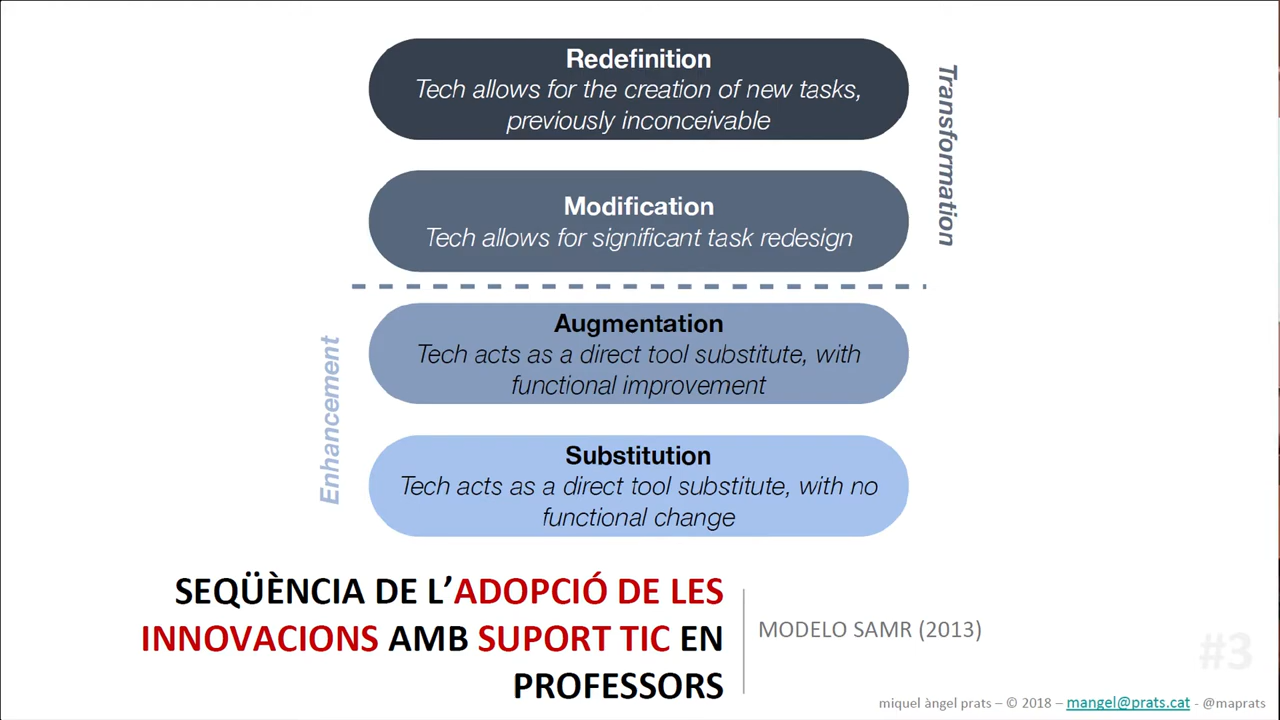 Redefinition
Tech allows for the creation of new tasks,
previously inconceivable
Transformation
Modification
Tech allows for significant task redesign
Augmentation
Tech acts as a direct tool substitute, with
functional improvement
Enhancement
Substitution
Tech acts as a direct tool substitute, with no
functional change
SEQÜÈNCIA DE L’ADOPCIÓ DE LES
INNOVACIONS AMB SUPORT TIC EN
PROFESSORS
MODELO SAMR (2013)
#3
miquel àngel prats – © 2018 – mangel@prats.cat - @maprats